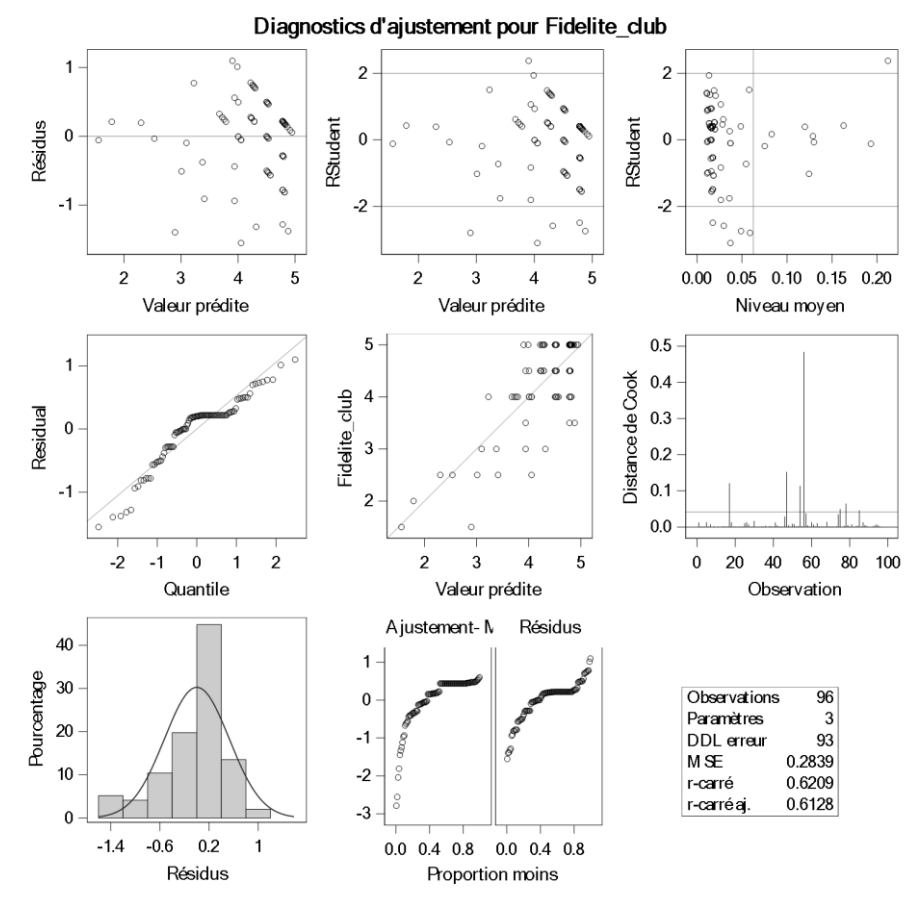 Diagnostics d'ajustement pour Fidelite_club
1
0
-1
Résidus
2 3 4 5
Valeur prédite
2
0
-2
RStudent
2 3 4 5
Valeur prédite
2
0
-2
RStudent
0.00 0.05 0.10 0.15 0.20
Niveau moyen
1
0
-1
Residual
-2 -1 0 1 2
Quantile
5
4
3
2
Fidelite_club
2 3 4 5
Valeur prédite
0.5
0.4
0.3
0.2
0.1
0.0
Distance de Cook
0 20 40 60 80 100
Observation
40
30
20
10
0
Pourcentage
-1.4 -0.6 0.2 1
Résidus
Ajustement- M Résidus
1
0
-1
-2
-3
0.0 0.4 0.8 0.0 0.4 0.8
Proportion moins
Observations 96
Paramètres 3
DDL erreur 93
MSE 0.2839
r-carré 0.6209
r-carré aj. 0.6128